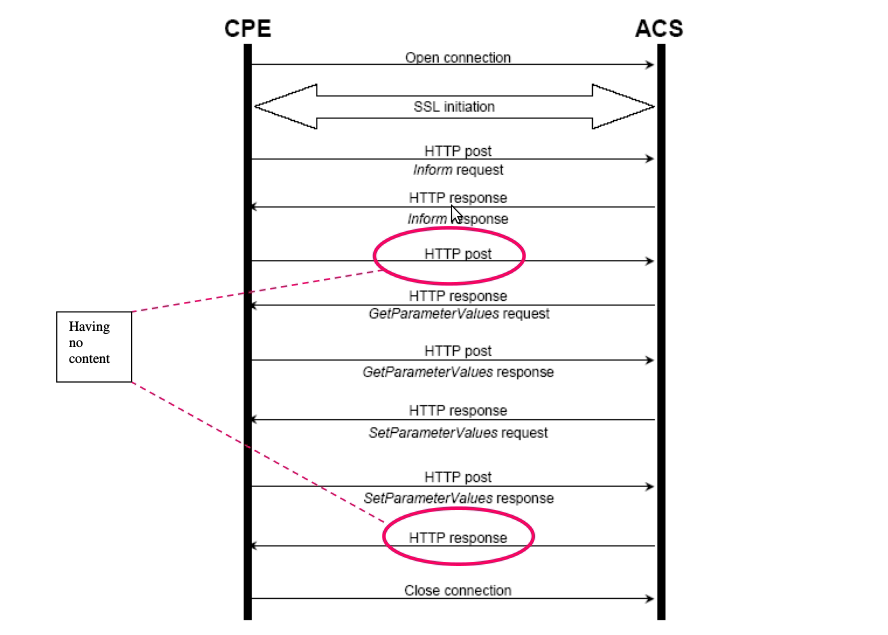 CPE ACS
Open connection
SSL initiation
HTTP post
Inform request
HTTP response
Inform response
HTTP post
HTTP response
GetParameterValues request
Having
no
content
HTTP post
GetParameterValues response
HTTP response
SetParameterValues request
HTTP post
SetParameterValues response
HTTP response
Close connection